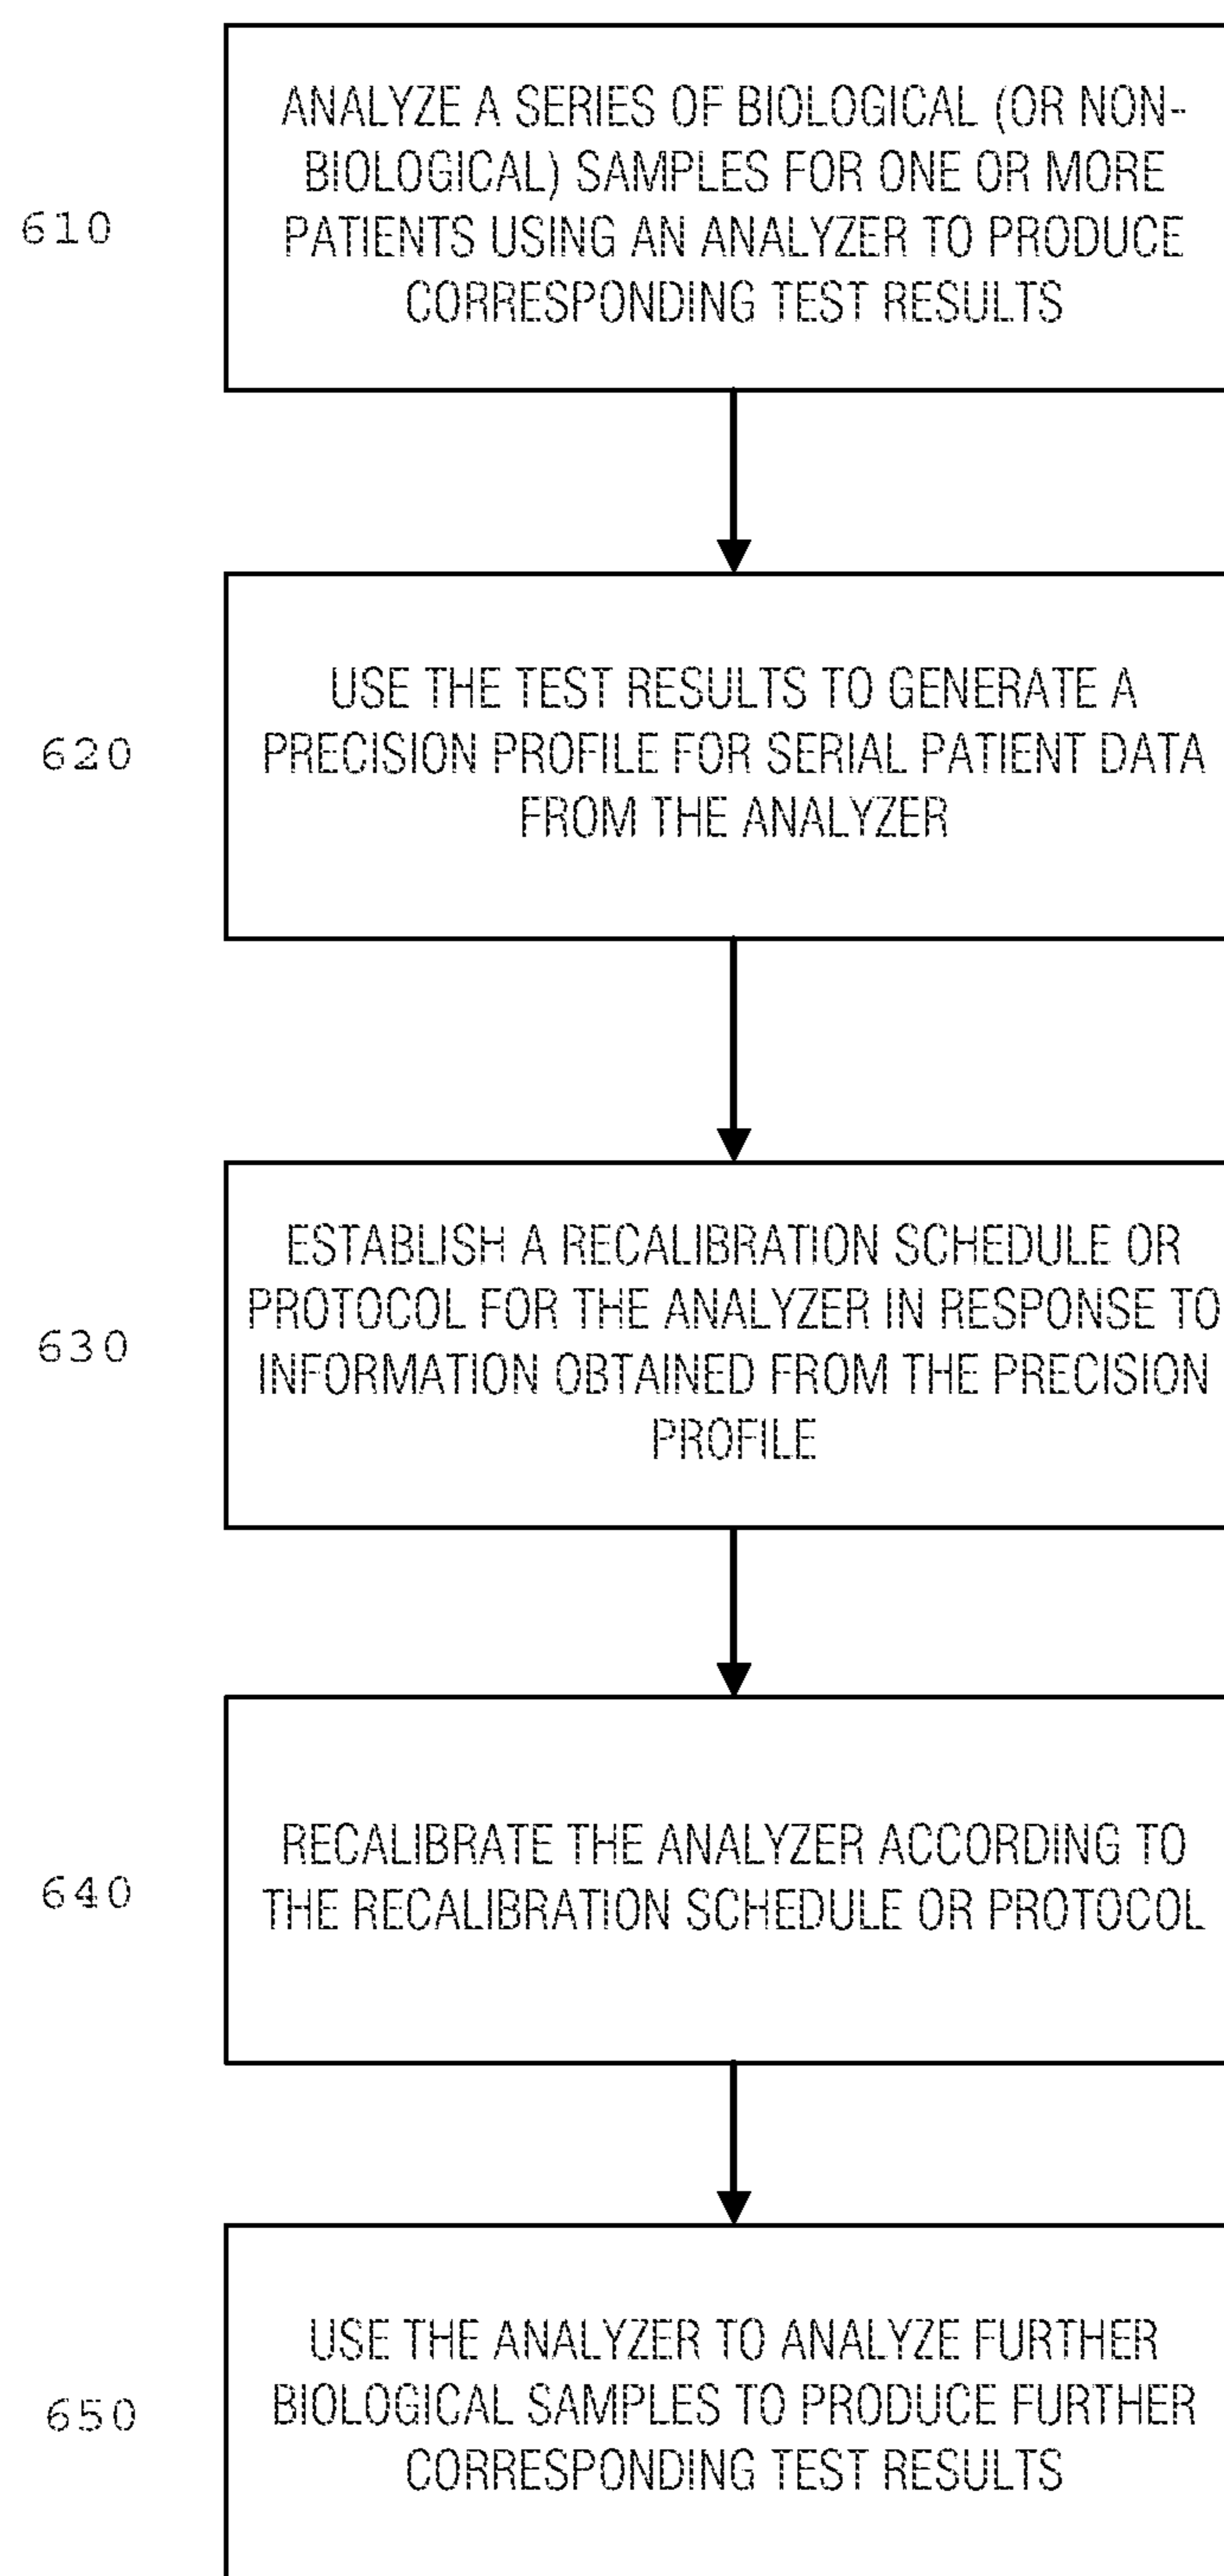 ANALYZE A SERIES OF BIOLOGICAL (OR NON-
BIOLOGICAL) SAMPLES FOR ONE OR MORE
610
PATIENTS USING AN ANALYZER TO PRODUCE
CORRESPONDING TEST RESULTS
USE THE TEST RESULTS TO GENERATE A
620
PRECISION PROFILE FOR SERIAL PATIENT DATA
FROM THE ANALYZER
ESTABLISH A RECALIBRATION SCHEDULE OR
PROTOCOL FOR THE ANALYZER IN RESPONSE TO
630
INFORMATION OBTAINED FROM THE PRECISION
PROFILE
RECALIBRATE THE ANALYZER ACCORDING TO
640
THE RECALIBRATION SCHEDULE OR PROTOCOL
USE THE ANALYZER TO ANALYZE FURTHER
650
BIOLOGICAL SAMPLES TO PRODUCE FURTHER
CORRESPONDING TEST RESULTS